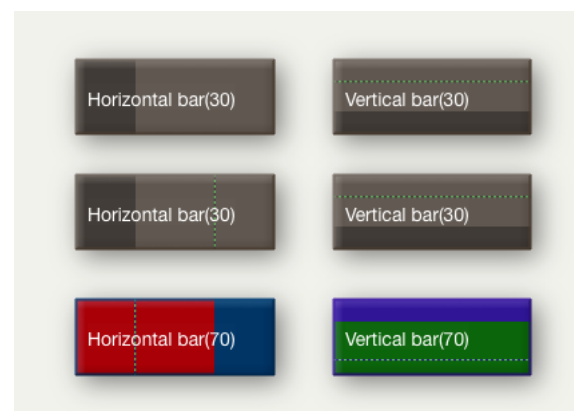 Horizontal bar(30)
Vertical bar(30)
Horizontal bar(30)
Vertical bar(30)
Horizontal bar(70)
Vertical bar(70)